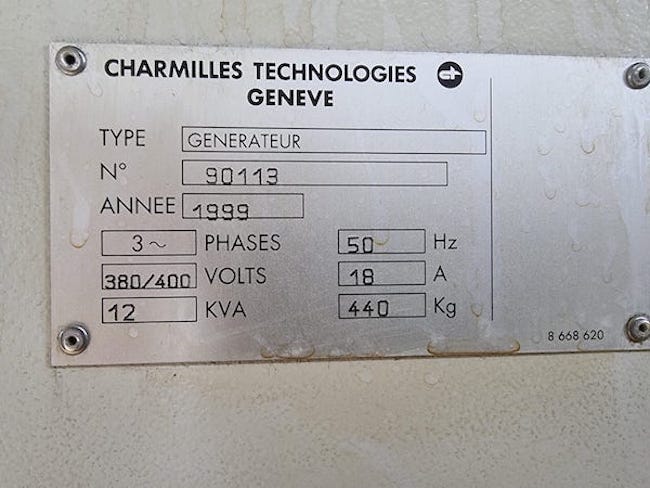 CHARMILLES TECHNOLOGIES
GENEVE
TYPE GENERATEUR
N° 90113
ANNEE 1999
3~ PHASES 50 Hz
380/400 VOLTS 18 A
12 KVA 440 Kg
8 668 620